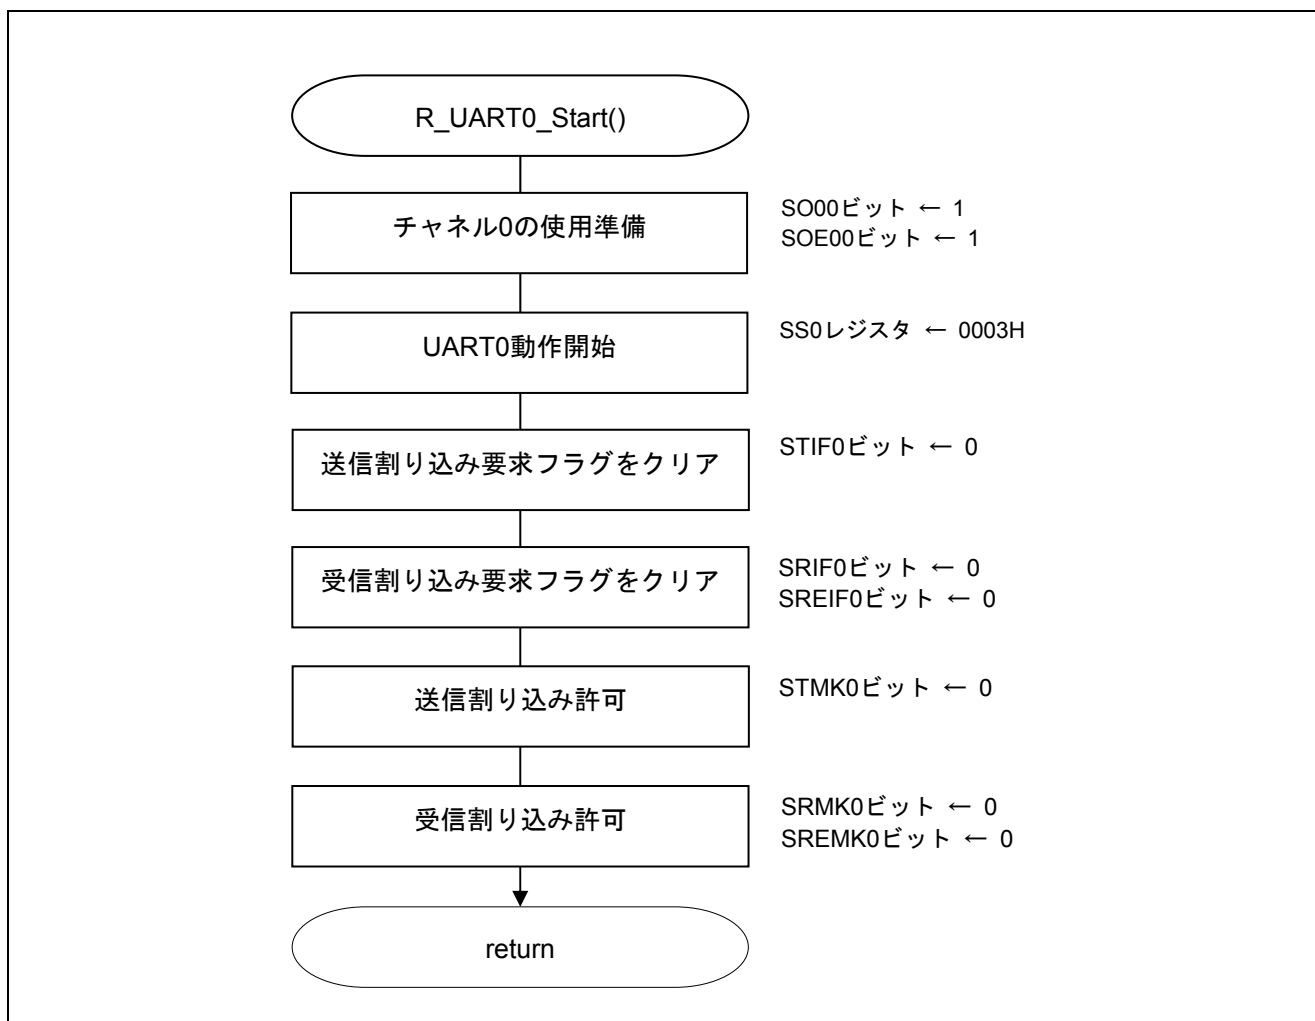 R_UART0_Start()
チャネル0の使用準備
SO00ビット ← 1
SOE00ビット ← 1
UART0動作開始
SS0レジスタ ← 0003H
送信割り込み要求フラグをクリア
STIF0ビット ← 0
受信割り込み要求フラグをクリア
SRIF0ビット ← 0
SREIF0ビット ← 0
送信割り込み許可
STMK0ビット ← 0
受信割り込み許可
SRMK0ビット ← 0
SREMK0ビット ← 0
return